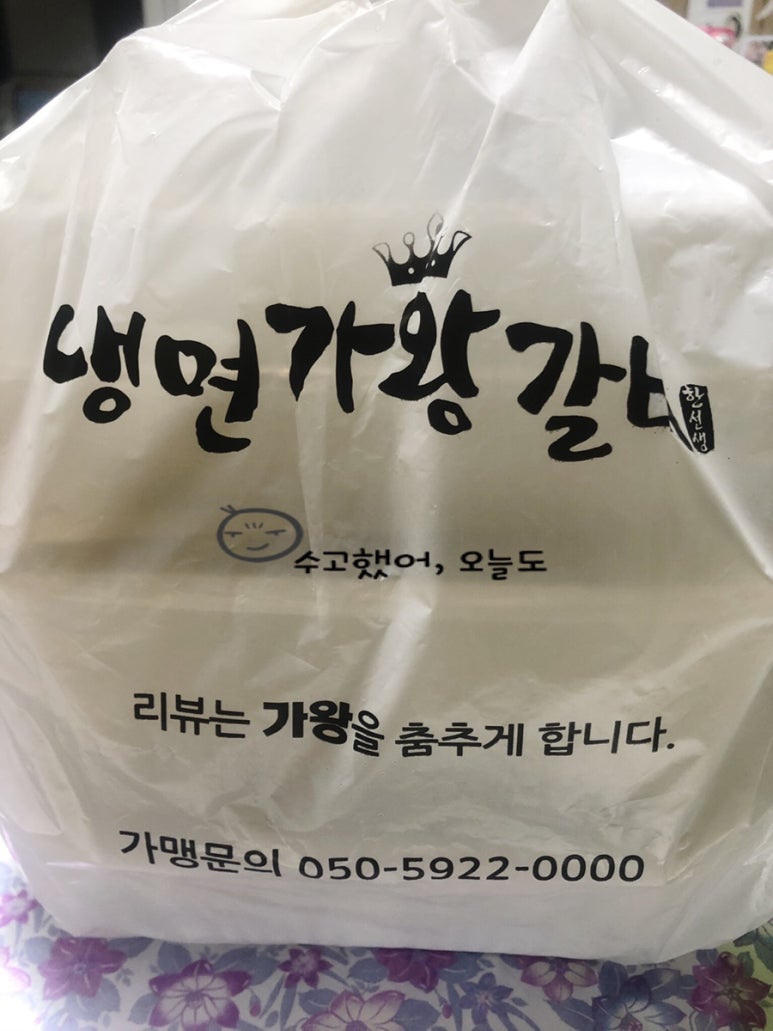 냉면가왕갈비
한선생
수고했어, 오늘도
리뷰는 가왕을 춤추게 합니다.
가맹문의 050-5922-0000